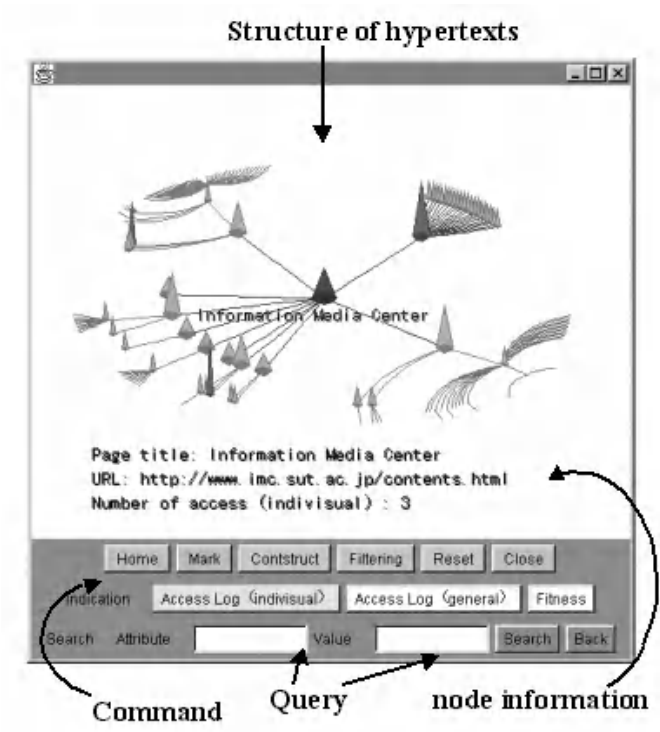 Structure of hypertexts
Information Media Center
Page title: Information Media Center
URL: http://www.imc.sut.ac.jp/contents.html
Number of access (indivisual) : 3
Home Mark Contstruct Filtering Reset Close
Indication Access Log (indivisual) Access Log (general) Fitness
Search Attribute Value Search Back
Command Query node information